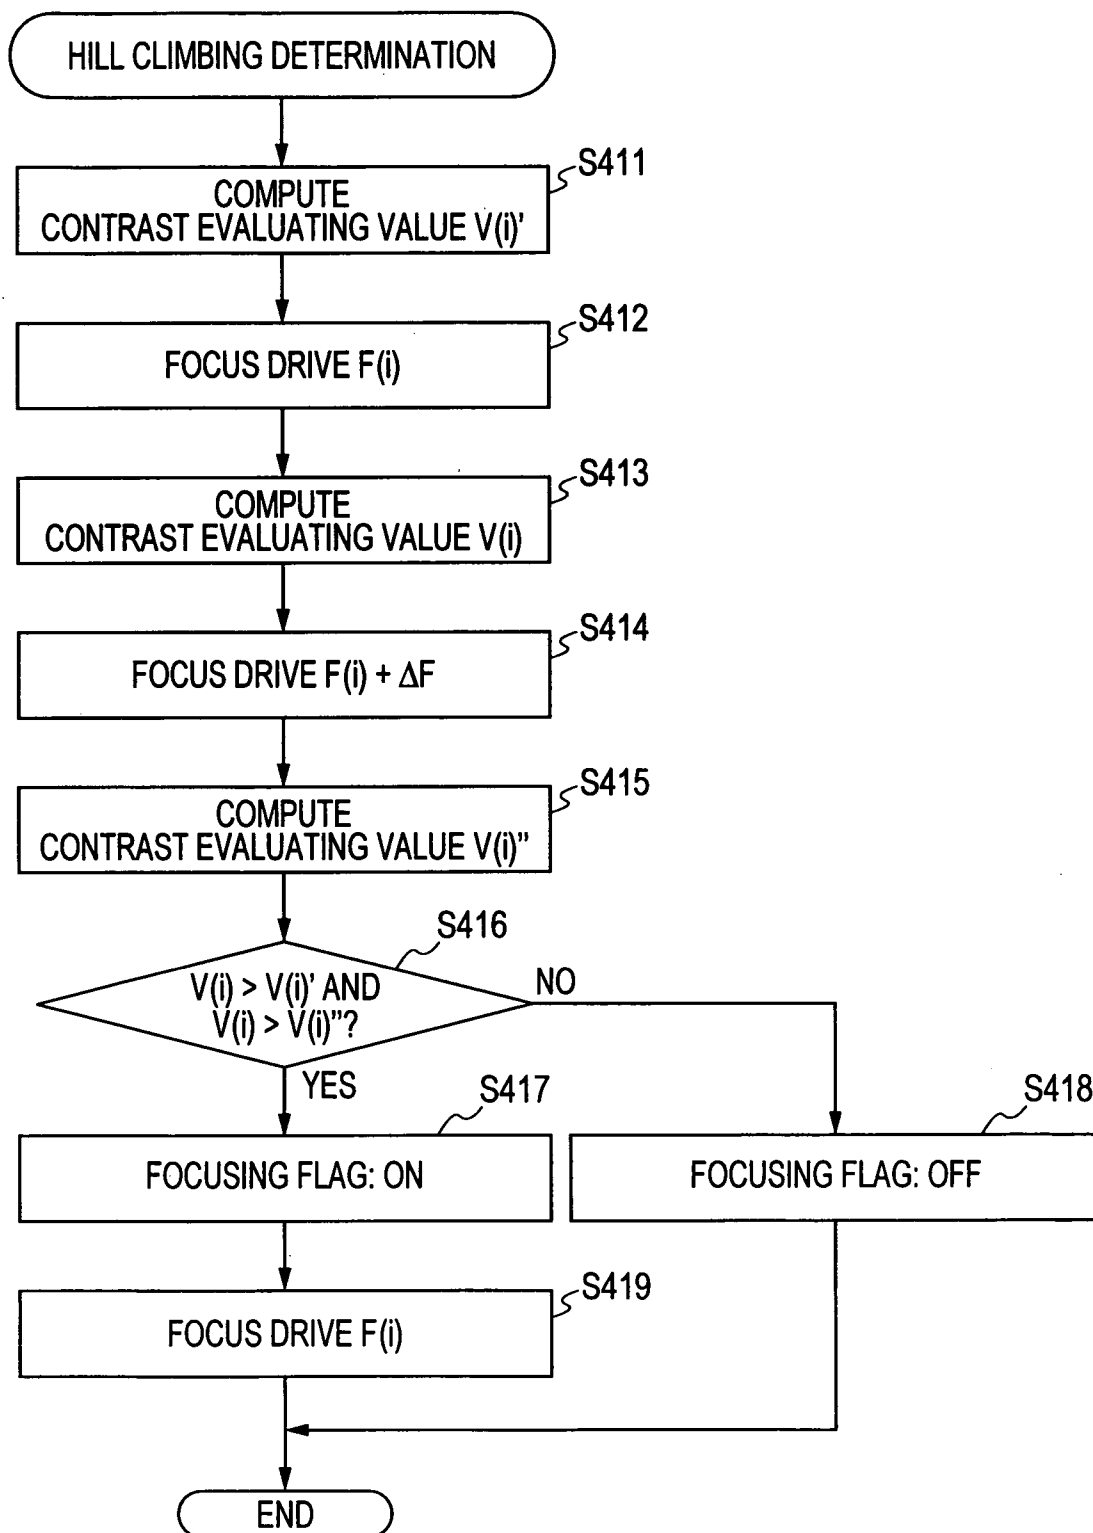 HILL CLIMBING DETERMINATION
S411
COMPUTE
CONTRAST EVALUATING VALUE V(i)'
S412
FOCUS DRIVE F(i)
S413
COMPUTE
CONTRAST EVALUATING VALUE V(i)
S414
FOCUS DRIVE F(i) + ΔF
S415
COMPUTE
CONTRAST EVALUATING VALUE V(i)"
S416
V(i) > V(i)' AND
V(i) > V(i)"?
NO
YES
S417
FOCUSING FLAG: ON
S418
FOCUSING FLAG: OFF
S419
FOCUS DRIVE F(i)
END